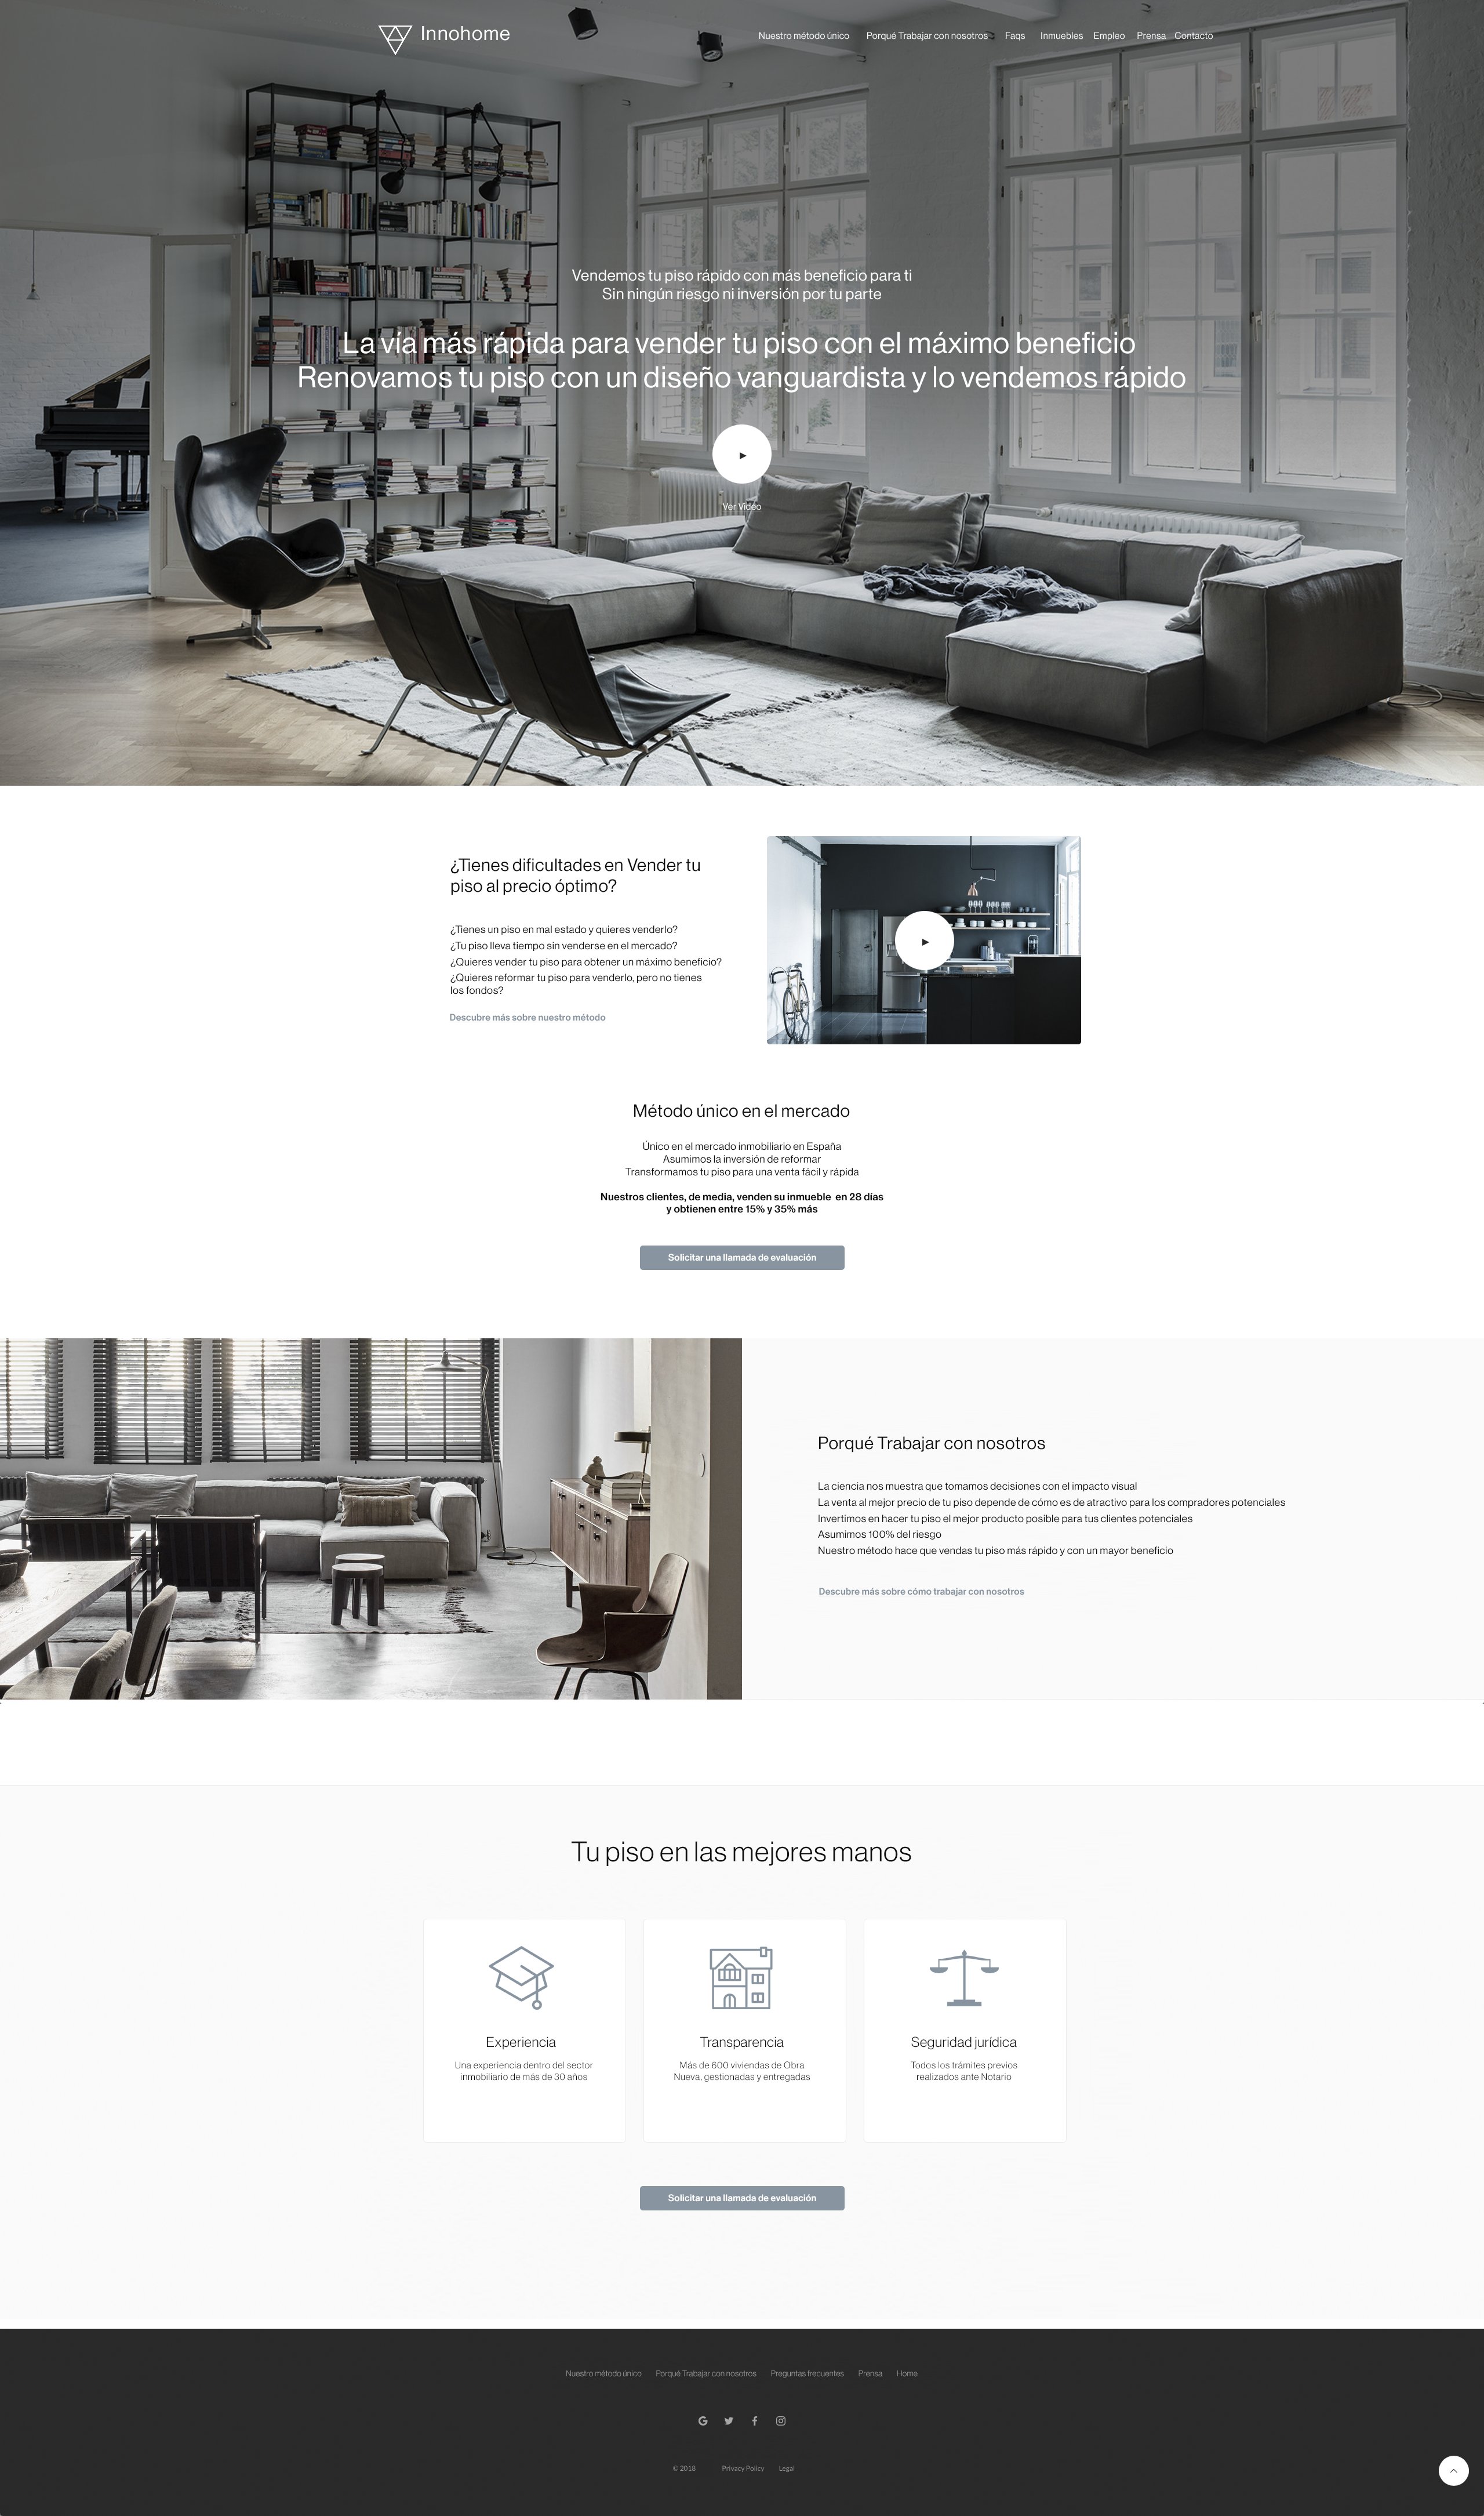 Innohome
Nuestro método único Porqué Trabajar con nosotros Faqs Inmuebles Empleo Prensa Contacto
Vendemos tu piso rápido con más beneficio para ti
Sin ningún riesgo ni inversión por tu parte
La via más rápida para vender tu piso con el máximo beneficio
Renovamos tu piso con un diseño vanguardista y lo vendemos rápido
Ver Vídeo
¿Tienes dificultades en Vender tu
piso al precio óptimo?
¿Tienes un piso en mal estado y quieres venderlo?
¿Tu piso lleva tiempo sin venderse en el mercado?
¿Quieres vender tu piso para obtener un máximo beneficio?
¿Quieres reformar tu piso para venderlo, pero no tienes
los fondos?
Descubre más sobre nuestro método
Método único en el mercado
Único en el mercado inmobiliario en España
Asumimos la inversión de reformar
Transformamos tu piso para una venta fácil y rápida
Nuestros clientes, de media, venden su inmueble en 28 días
y obtienen entre 15% y 35% más
Solicitar una llamada de evaluación
Porqué Trabajar con nosotros
La ciencia nos muestra que tomamos decisiones con el impacto visual
La venta al mejor precio de tu piso depende de cómo es de atractivo para los compradores potenciales
Invertimos en hacer tu piso el mejor producto posible para tus clientes potenciales
Asumimos 100% del riesgo
Nuestro método hace que vendas tu piso más rápido y con un mayor beneficio
Descubre más sobre cómo trabajar con nosotros
Tu piso en las mejores manos
Experiencia
Una experiencia dentro del sector
inmobiliario de más de 30 años
Transparencia
Más de 600 viviendas de Obra
Nueva, gestionadas y entregadas
Seguridad jurídica
Todos los trámites previos
realizados ante Notario
Solicitar una llamada de evaluación
Nuestro método único Porqué Trabajar con nosotros Preguntas frecuentes Prensa Home
© 2018 Privacy Policy Legal